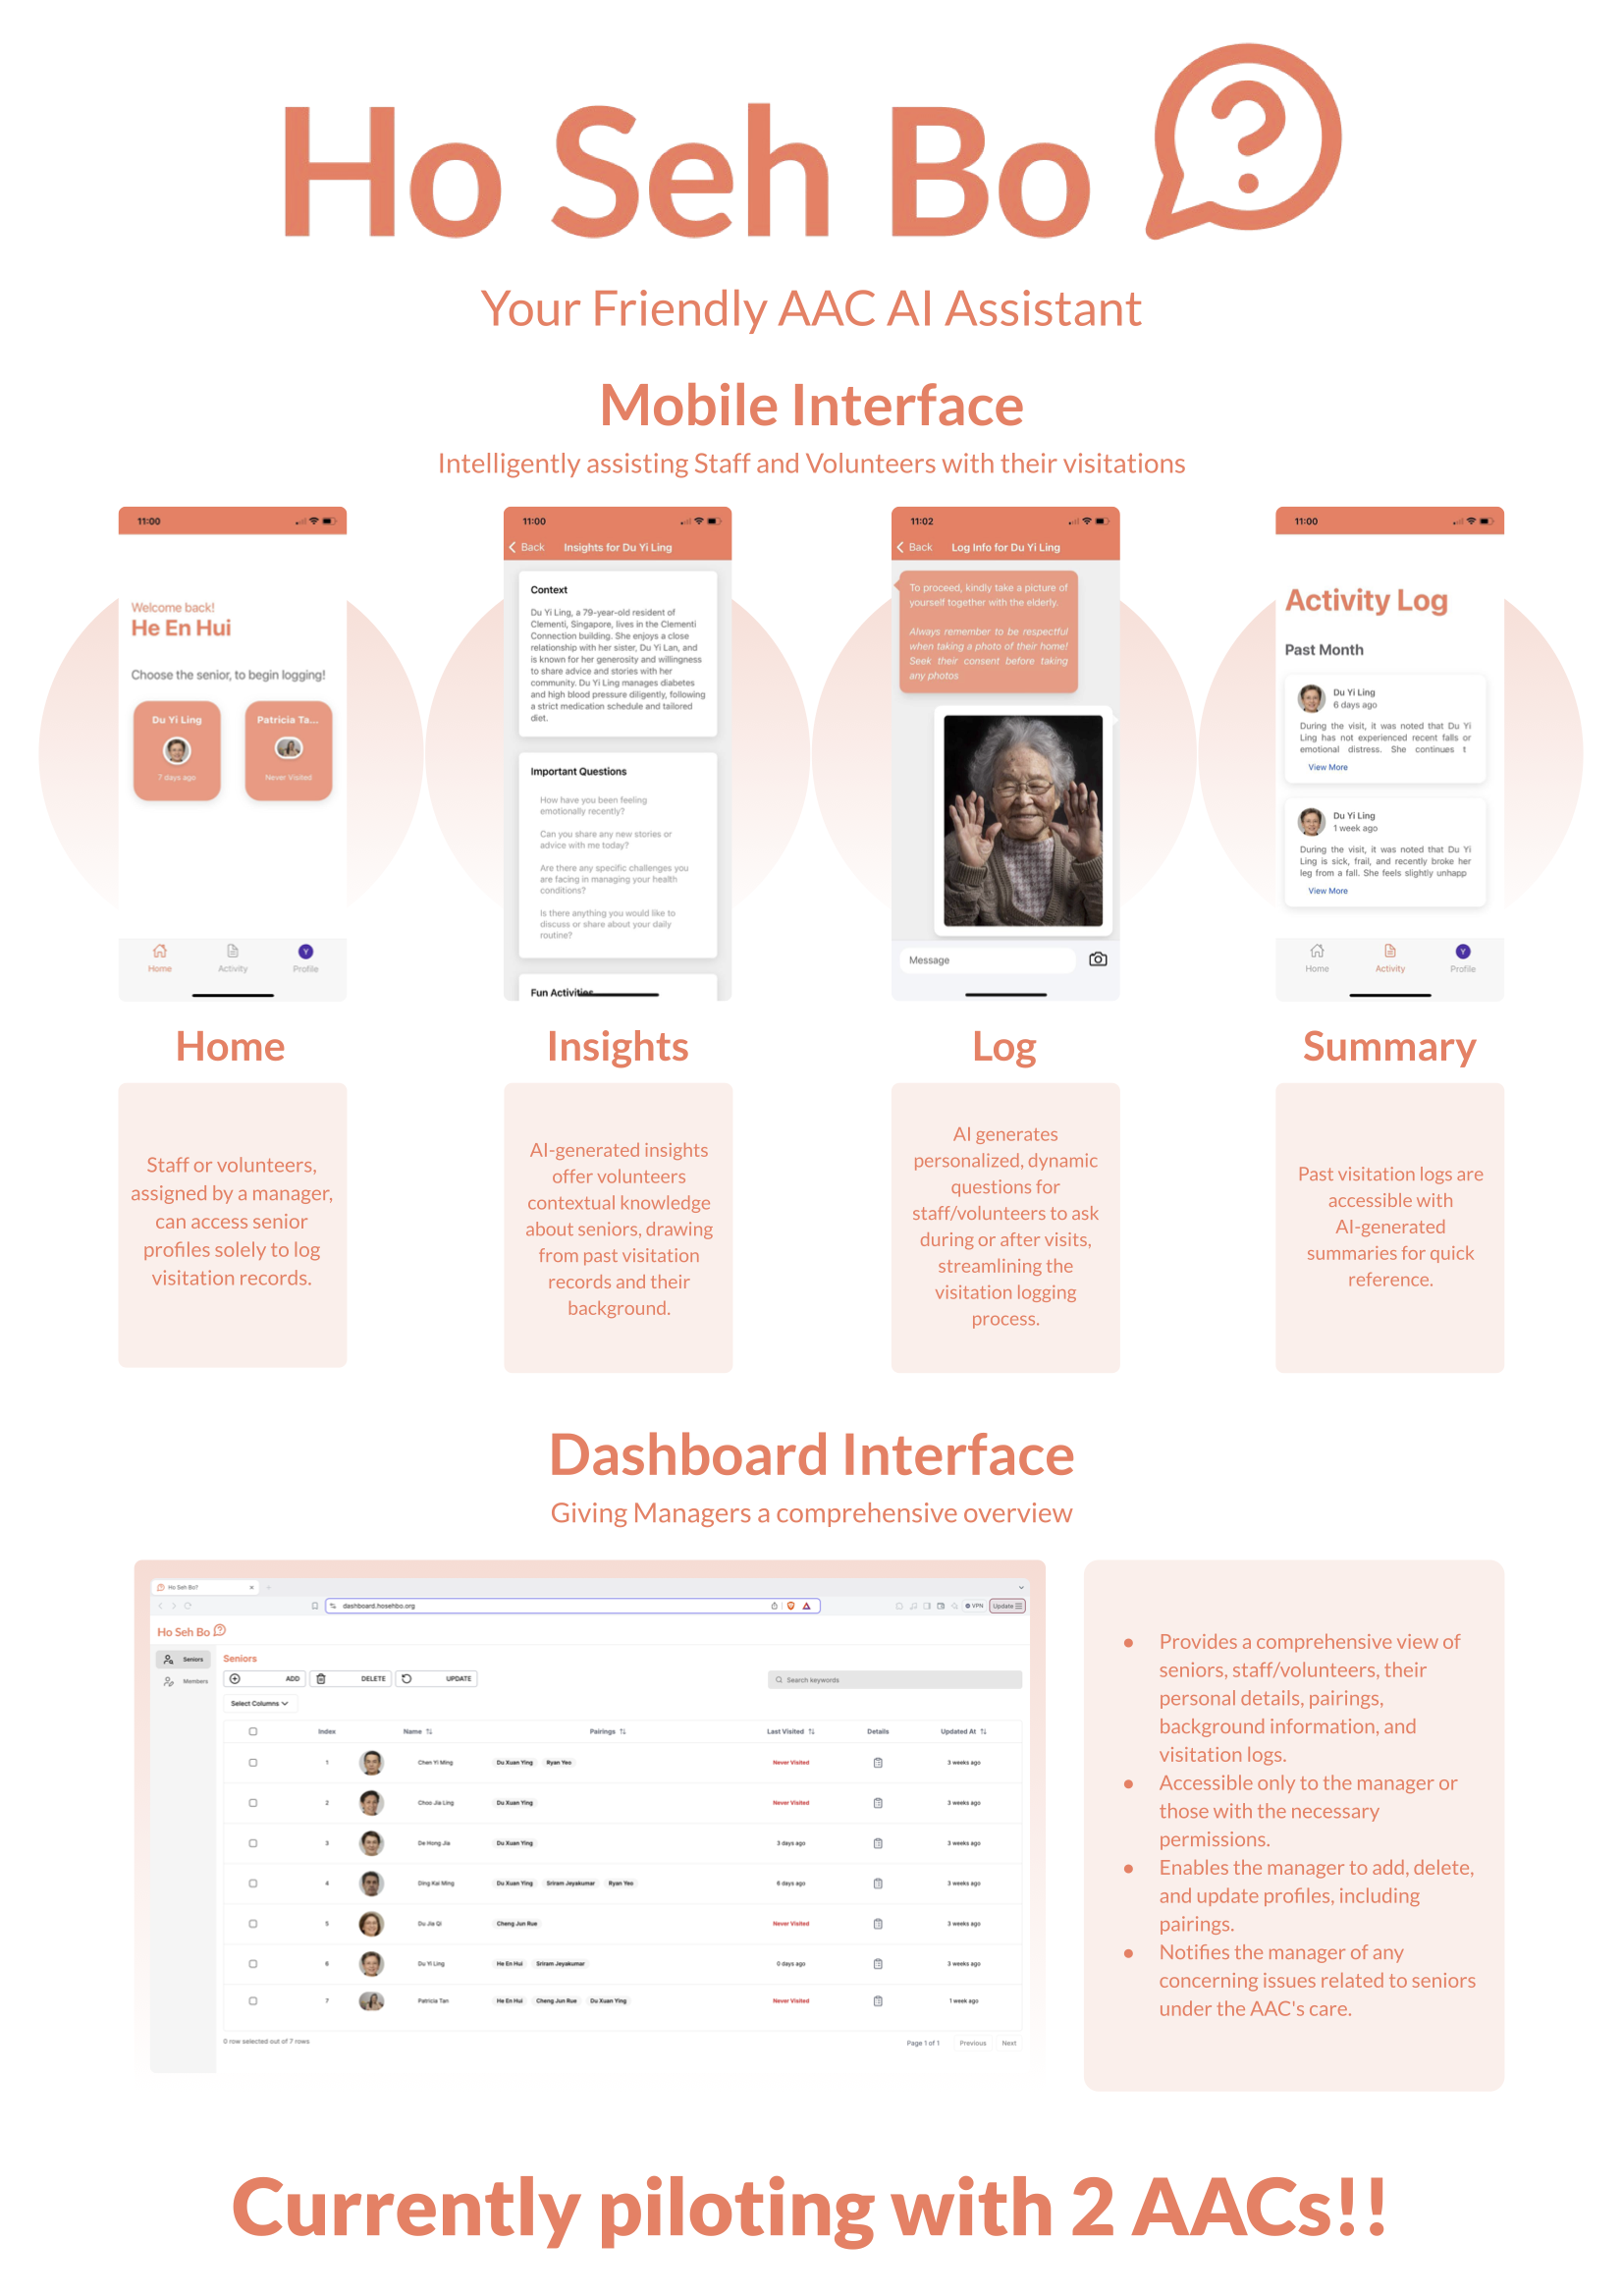 Ho Seh Bo
Your Friendly AAC AI Assistant
Mobile Interface
Intelligently assisting Staff and Volunteers with their visitations
11:00
Welcome back!
He En Hui
Choose the senior, to begin logging!
Du Yi Ling
7 days ago
Patricia Ta...
Never Visited
Home
Activity
Y
Profile
11:00
Back
Insights for Du Yi Ling
Context
Du Yi Ling, a 79-year-old resident of
Clementi, Singapore, lives in the Clementi
Connection building. She enjoys a close
relationship with her sister, Du Yi Lan, and
is known for her generosity and willingness
to share advice and stories with her
community. Du Yi Ling manages diabetes
and high blood pressure diligently, following
a strict medication schedule and tailored
diet.
Important Questions
How have you been feeling
emotionally recently?
Can you share any new stories or
advice with me today?
Are there any specific challenges you
are facing in managing your health
conditions?
Is there anything you would like to
discuss or share about your daily
routine?
Fun Activities
11:02
Back
Log Info for Du Yi Ling
To proceed, kindly take a picture of
yourself together with the elderly.
Always remember to be respectful
when taking a photo of their home!
Seek their consent before taking
any photos
Message
11:00
Activity Log
Past Month
Du Yi Ling
6 days ago
During the visit, it was noted that Du Yi
Ling has not experienced recent falls or
emotional distress. She continues t
View More
Du Yi Ling
1 week ago
During the visit, it was noted that Du Yi
Ling is sick, frail, and recently broke her
leg from a fall. She feels slightly unhapp
View More
Home
Activity
Y
Profile
Home
Staff or volunteers,
assigned by a manager,
can access senior
profiles solely to log
visitation records.
Insights
AI-generated insights
offer volunteers
contextual knowledge
about seniors, drawing
from past visitation
records and their
background.
Log
AI generates
personalized, dynamic
questions for
staff/volunteers to ask
during or after visits,
streamlining the
visitation logging
process.
Summary
Past visitation logs are
accessible with
AI-generated
summaries for quick
reference.
Dashboard Interface
Giving Managers a comprehensive overview
Ho Seh Bo?
dashboard.hosehbo.org
VPN
Update
Ho Seh Bo
Seniors
Members
Seniors
ADD
DELETE
UPDATE
Search keywords
Select Columns
Index Name Pairings Last Visited Details Updated At
1 Chen Yi Ming Du Xuan Ying Ryan Yeo Never Visited 3 weeks ago
2 Choo Jia Ling Du Xuan Ying Never Visited 3 weeks ago
3 De Hong Jia Du Xuan Ying 3 days ago 3 weeks ago
4 Ding Kai Ming Du Xuan Ying Sriram Jeyakumar Ryan Yeo 6 days ago 3 weeks ago
5 Du Jia Qi Cheng Jun Rue Never Visited 3 weeks ago
6 Du Yi Ling He En Hui Sriram Jeyakumar 0 days ago 3 weeks ago
7 Patricia Tan He En Hui Cheng Jun Rue Du Xuan Ying Never Visited 1 week ago
0 row selected out of 7 rows
Page 1 of 1 Previous Next
• Provides a comprehensive view of
seniors, staff/volunteers, their
personal details, pairings,
background information, and
visitation logs.
• Accessible only to the manager or
those with the necessary
permissions.
• Enables the manager to add, delete,
and update profiles, including
pairings.
• Notifies the manager of any
concerning issues related to seniors
under the AAC's care.
Currently piloting with 2 AACs!!